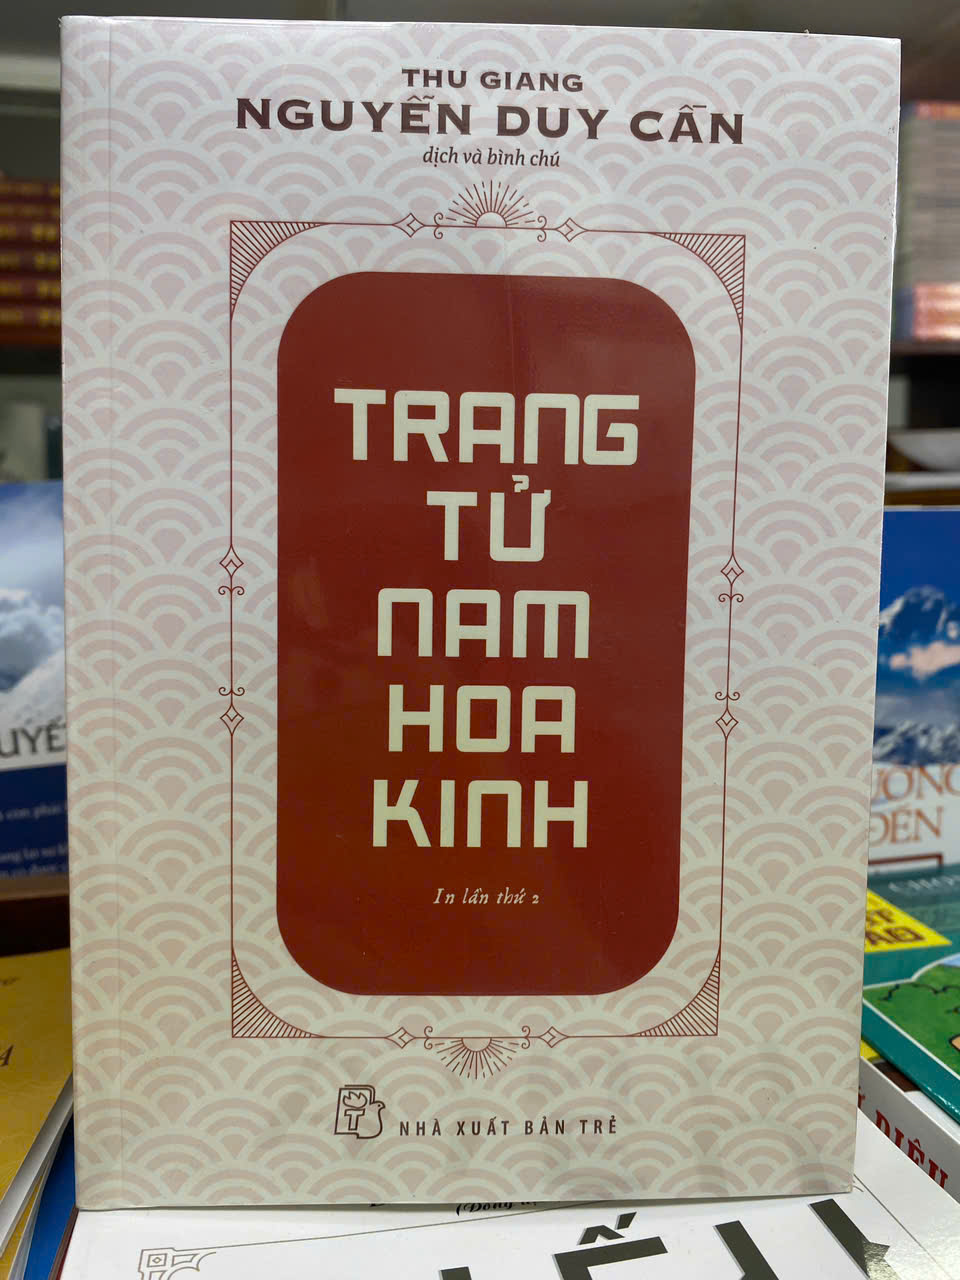 THU GIANG
NGUYỄN DUY CẦN
dịch và bình chú
TRANG
TỬ
NAM
HOA
KINH
In lần thứ 2
NHÀ XUẤT BẢN TRẺ